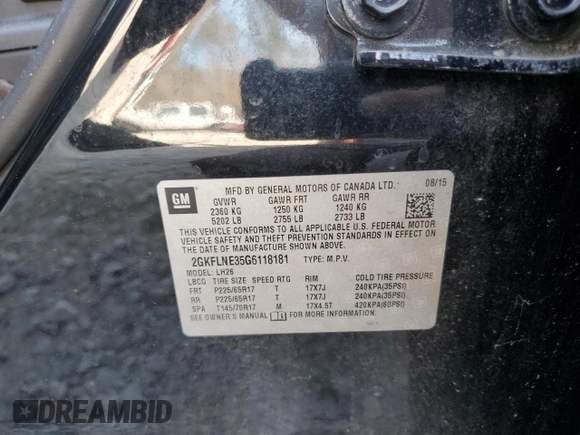 GM
MFD BY GENERAL MOTORS OF CANADA LTD. 08/15
GVWR GAWR FRT GAWR RR
2360 KG 1250 KG 1240 KG
5202 LB 2755 LB 2733 LB
THIS VEHICLE CONFORMS TO ALL APPLICABLE U.S. FEDERAL MOTOR
VEHICLE SAFETY AND THEFT PREVENTION STANDARDS IN EFFECT ON
THE DATE OF MANUFACTURE SHOWN ABOVE.
2GKFLNE35G6118181 TYPE: M.P.V.
MODEL: LH26
LBCG TIRE SIZE SPEED RTG RIM COLD TIRE PRESSURE
FRT P225/65R17 T 17X7J 240KPA(35PSI)
RR P225/65R17 T 17X7J 240KPA(35PSI)
SPA T145/70R17 M 17X4.5T 420KPA(60PSI)
SEE OWNER'S MANUAL FOR MORE INFORMATION.
DREAMBID